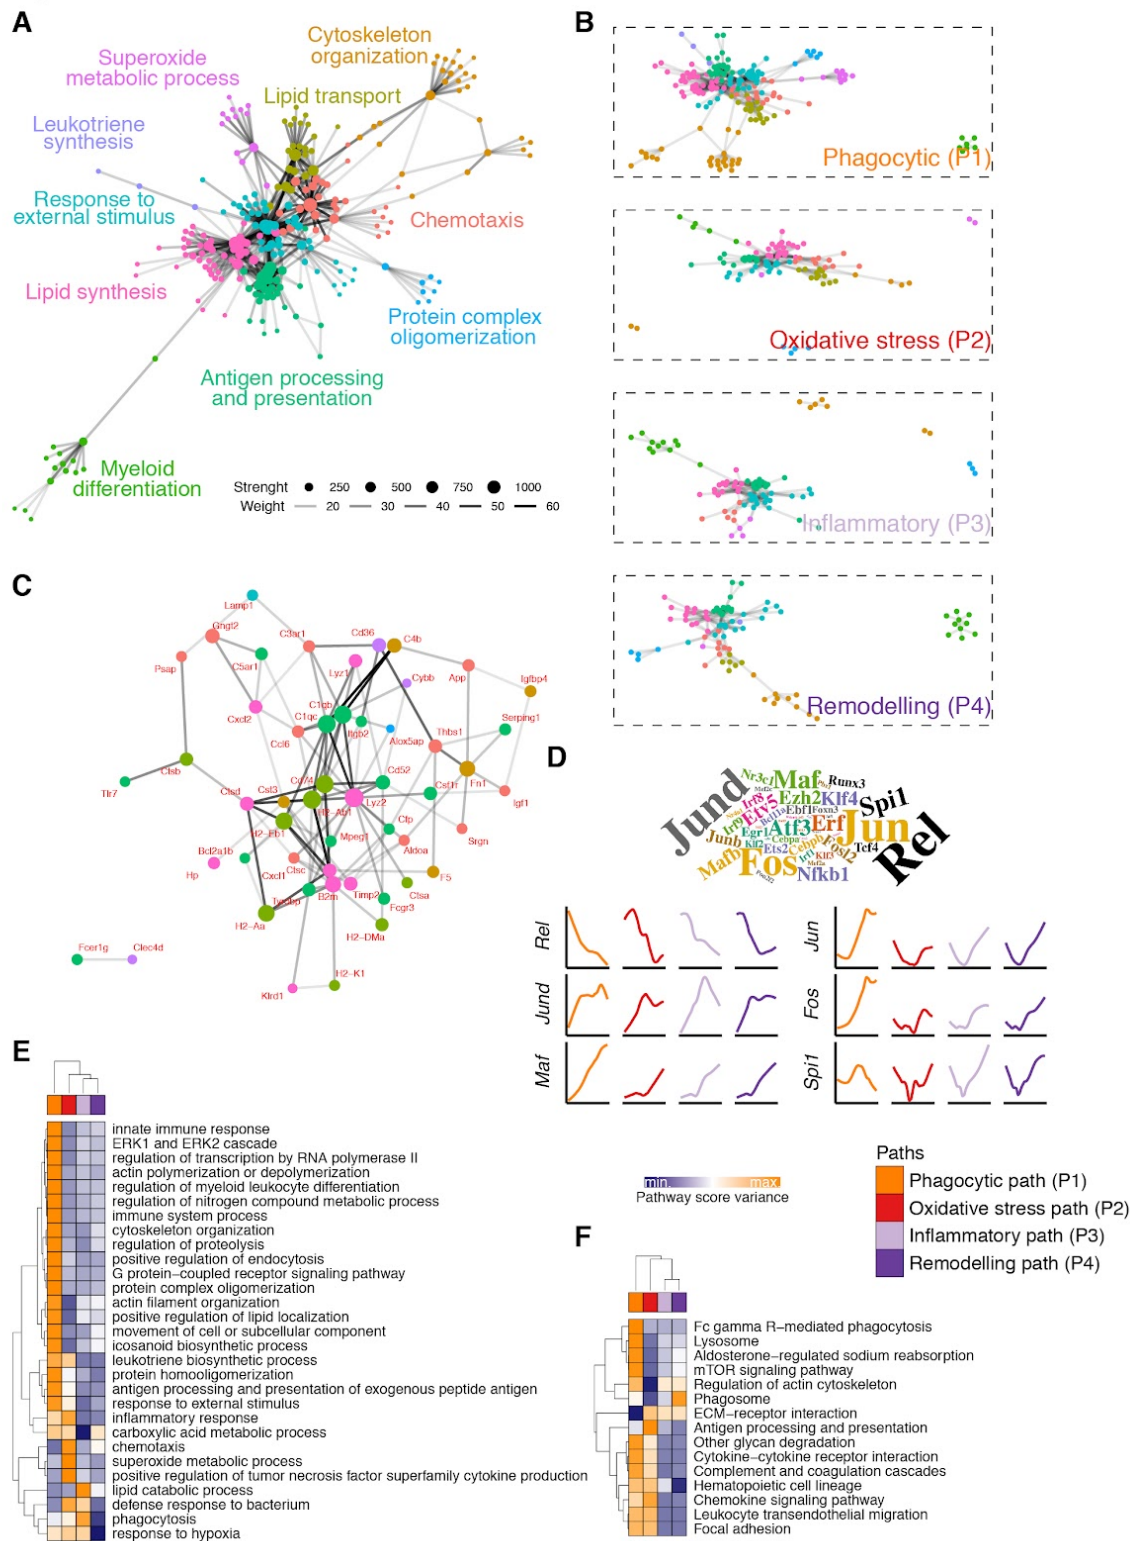 A
Superoxide
metabolic process
Cytoskeleton
organization
Lipid transport
Leukotriene
synthesis
Response to
external stimulus
Chemotaxis
Lipid synthesis
Protein complex
oligomerization
Antigen processing
and presentation
Myeloid
differentiation
Strenght 250 500 750 1000
Weight 20 30 40 50 60
B
Phagocytic (P1)
Oxidative stress (P2)
Inflammatory (P3)
Remodelling (P4)
C
Lamp1
Gngt2
C3ar1
Cd36
C4b
Psap
C5ar1
Lyz1
Cybb
App
Igfbp4
Cxcl2
C1qb
C1qc
Itgb2
Alox5ap
Thbs1
Serping1
Ccl6
Ctsb
Tlr7
Ctsd
Cst3
Cd74
Cd52
Csf1r
Fn1
Igf1
H2-Ab1
Lyz2
H2-Eb1
Mpeg1
Cfp
Aldoa
Srgn
Bcl2a1b
Hp
Cxcl1
Ctsc
F5
Tyrobp
B2m
Timp2
Ctsa
Fcgr3
H2-Aa
H2-DMa
Fcer1g
Clec4d
Klrd1
H2-K1
D
Jund
Nr3c1
Maf
Runx3
Irf8
Etv5
Ezh2
Klf4
Spi1
Irf9
Bcl11a
Ebf1
Foxn3
Egr1
Atf3
Erf
Jun
Junb
Klf2
Cebpa
Ets2
Cebpb
Fosl2
Tcf4
Rel
Mafb
Fos
Irf1
Klf3
Nfkb1
Rel
Jun
Jund
Fos
Maf
Spi1
E
innate immune response
ERK1 and ERK2 cascade
regulation of transcription by RNA polymerase II
actin polymerization or depolymerization
regulation of myeloid leukocyte differentiation
regulation of nitrogen compound metabolic process
immune system process
cytoskeleton organization
regulation of proteolysis
positive regulation of endocytosis
G protein-coupled receptor signaling pathway
protein complex oligomerization
actin filament organization
positive regulation of lipid localization
movement of cell or subcellular component
icosanoid biosynthetic process
leukotriene biosynthetic process
protein homooligomerization
antigen processing and presentation of exogenous peptide antigen
response to external stimulus
inflammatory response
carboxylic acid metabolic process
chemotaxis
superoxide metabolic process
positive regulation of tumor necrosis factor superfamily cytokine production
lipid catabolic process
defense response to bacterium
phagocytosis
response to hypoxia
min. max.
Pathway score variance
Paths
Phagocytic path (P1)
Oxidative stress path (P2)
Inflammatory path (P3)
Remodelling path (P4)
F
Fc gamma R-mediated phagocytosis
Lysosome
Aldosterone-regulated sodium reabsorption
mTOR signaling pathway
Regulation of actin cytoskeleton
Phagosome
ECM-receptor interaction
Antigen processing and presentation
Other glycan degradation
Cytokine-cytokine receptor interaction
Complement and coagulation cascades
Hematopoietic cell lineage
Chemokine signaling pathway
Leukocyte transendothelial migration
Focal adhesion